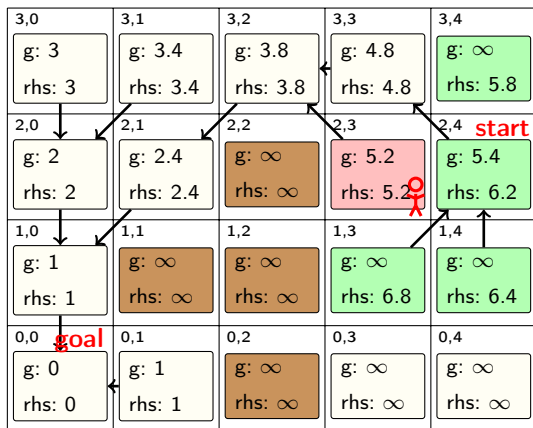 3,0 3,1 3,2 3,3 3,4
g: 3 g: 3.4 g: 3.8 g: 4.8 g: ∞
rhs: 3 rhs: 3.4 rhs: 3.8 rhs: 4.8 rhs: 5.8
2,0 2,1 2,2 2,3 2,4 start
g: 2 g: 2.4 g: ∞ g: 5.2 g: 5.4
rhs: 2 rhs: 2.4 rhs: ∞ rhs: 5.2 rhs: 6.2
1,0 1,1 1,2 1,3 1,4
g: 1 g: ∞ g: ∞ g: ∞ g: ∞
rhs: 1 rhs: ∞ rhs: ∞ rhs: 6.8 rhs: 6.4
0,0 goal 0,1 0,2 0,3 0,4
g: 0 g: 1 g: ∞ g: ∞ g: ∞
rhs: 0 rhs: 1 rhs: ∞ rhs: ∞ rhs: ∞